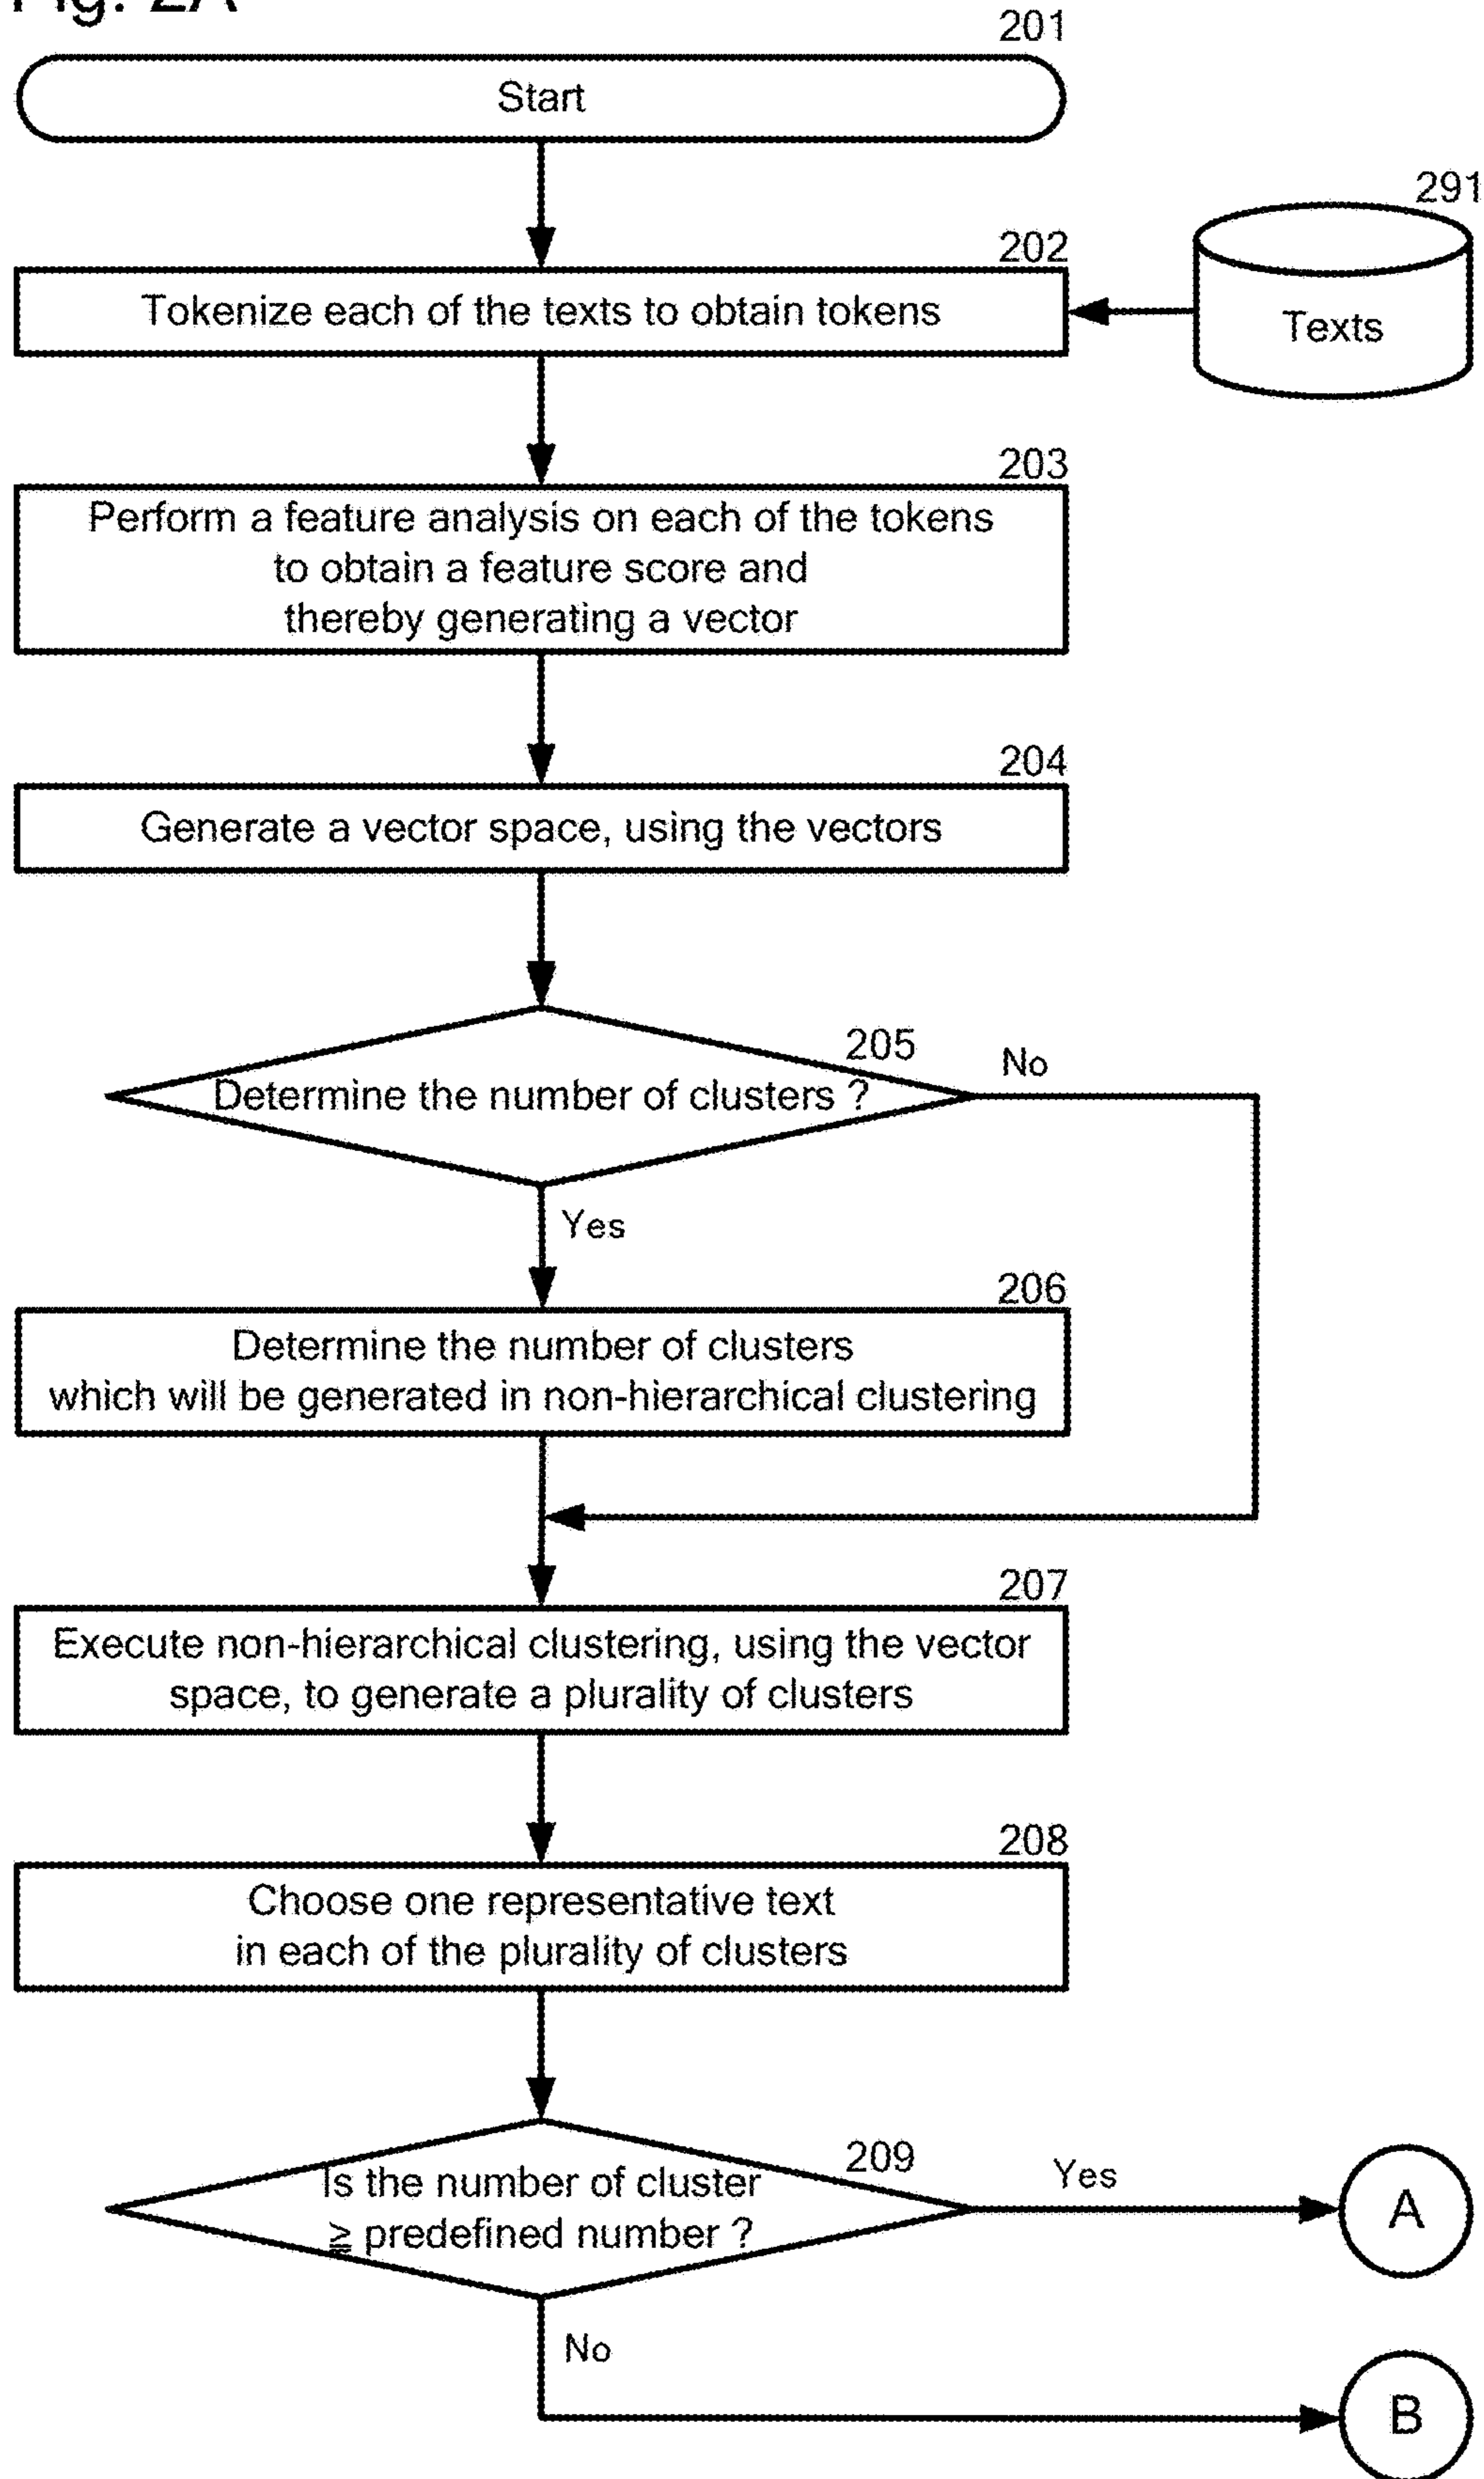 Fig. 2A
201
Start
291
202
Tokenize each of the texts to obtain tokens
Texts
203
Perform a feature analysis on each of the tokens
to obtain a feature score and
thereby generating a vector
204
Generate a vector space, using the vectors
205
No
Determine the number of clusters ?
Yes
206
Determine the number of clusters
which will be generated in non-hierarchical clustering
207
Execute non-hierarchical clustering, using the vector
space, to generate a plurality of clusters
208
Choose one representative text
in each of the plurality of clusters
209
Yes
Is the number of cluster
≧ predefined number ?
A
No
B